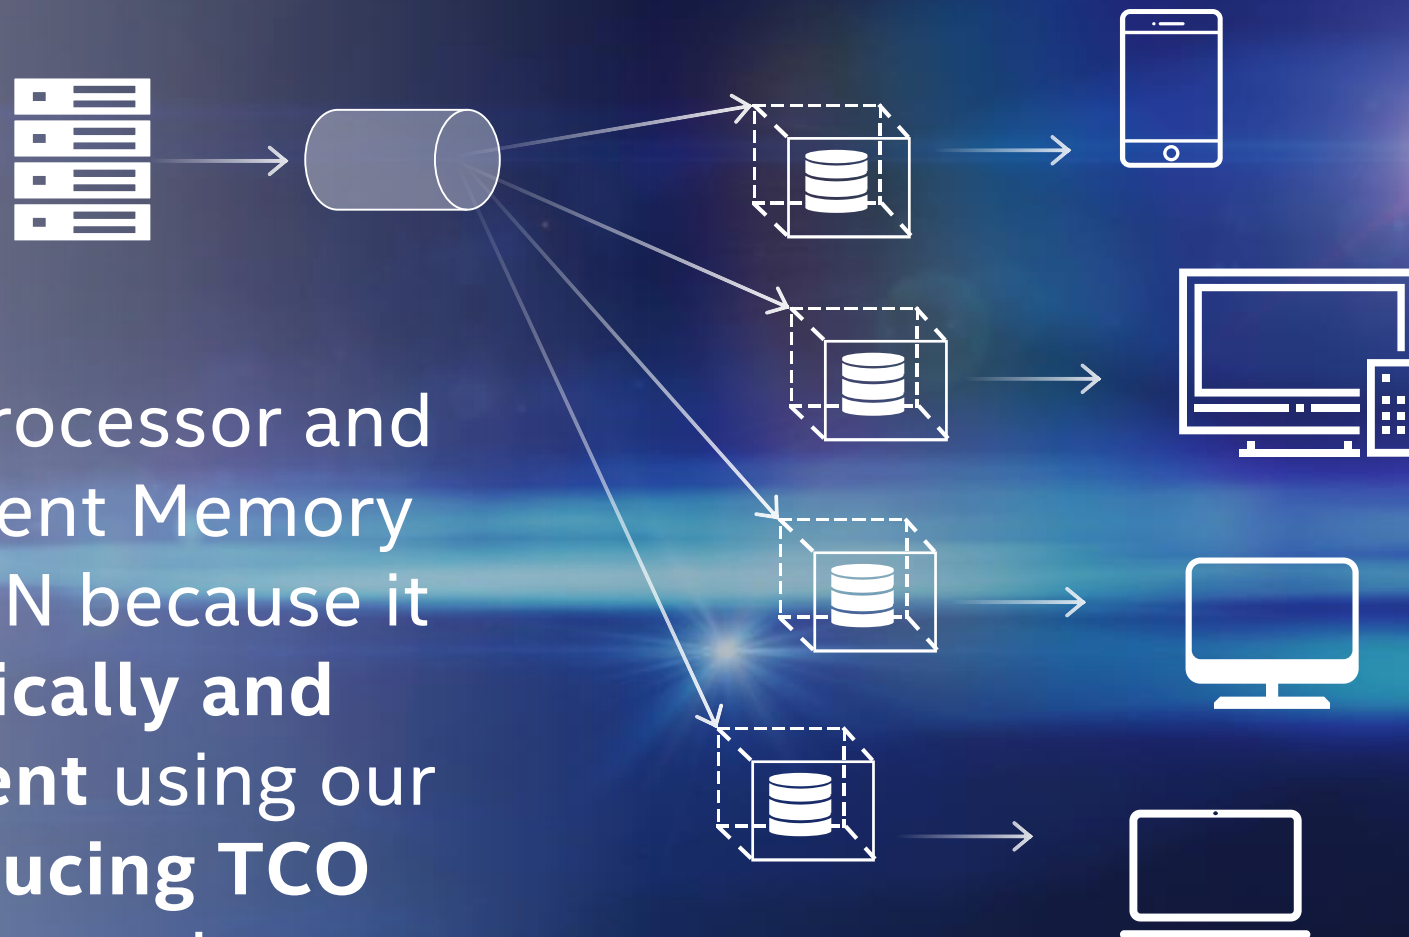 rocessor and
ent Memory
N because it
ically and
ent using our
ucing TCO